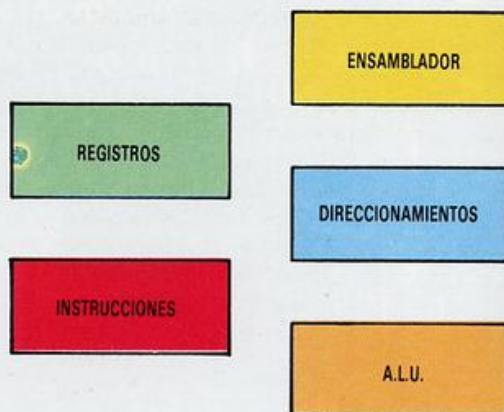 ENSAMBLADOR
REGISTROS
DIRECCIONAMIENTOS
INSTRUCCIONES
A.L.U.